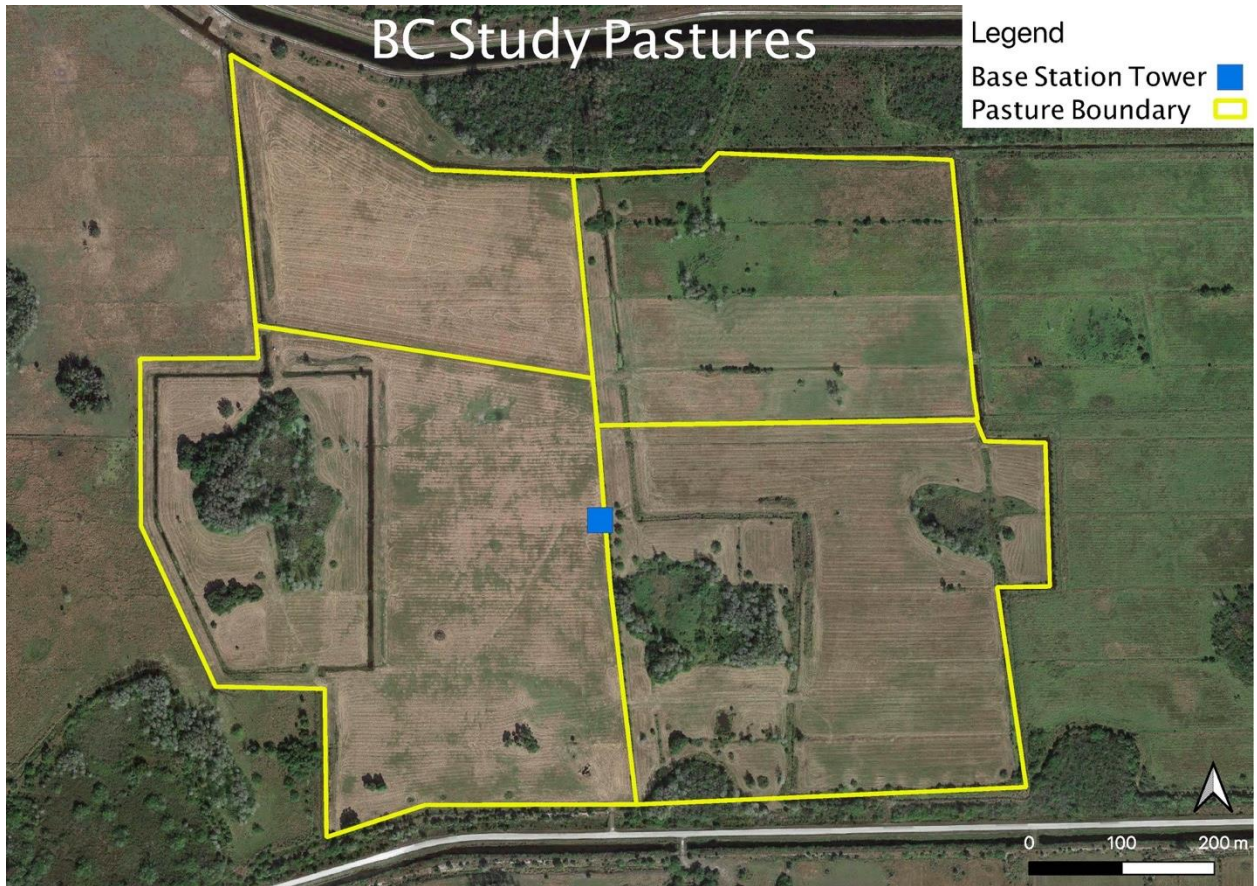 BC Study Pastures
Legend
Base Station Tower
Pasture Boundary
0 100 200 m